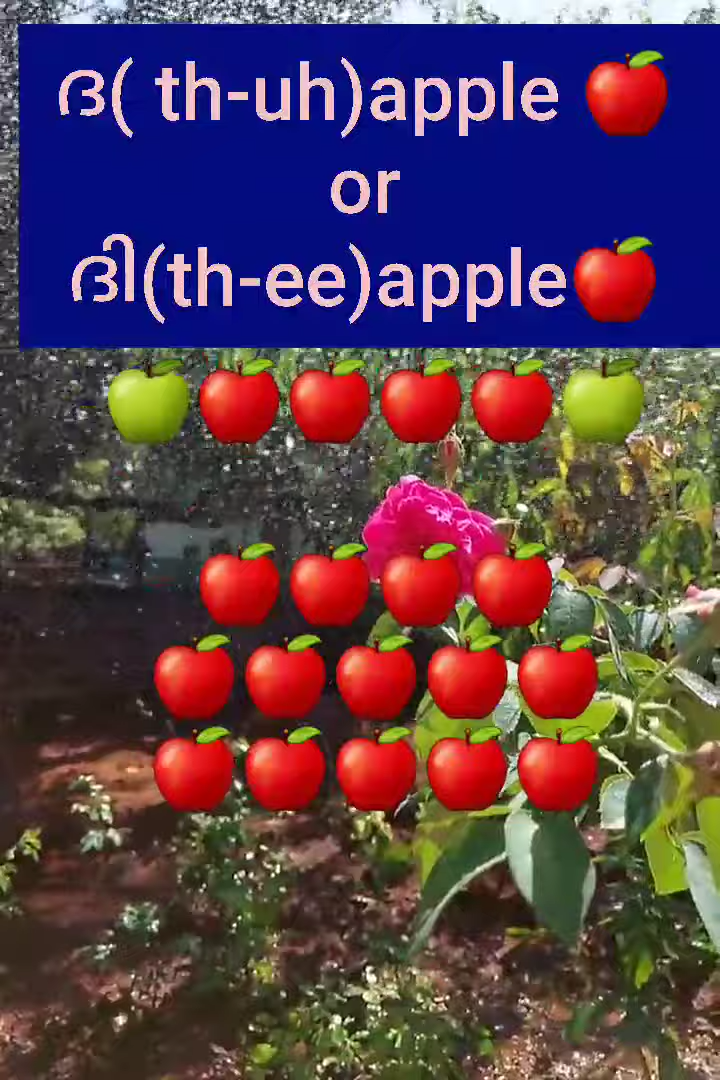 ദ( th-uh)apple 🍎
or
ദി(th-ee)apple🍎